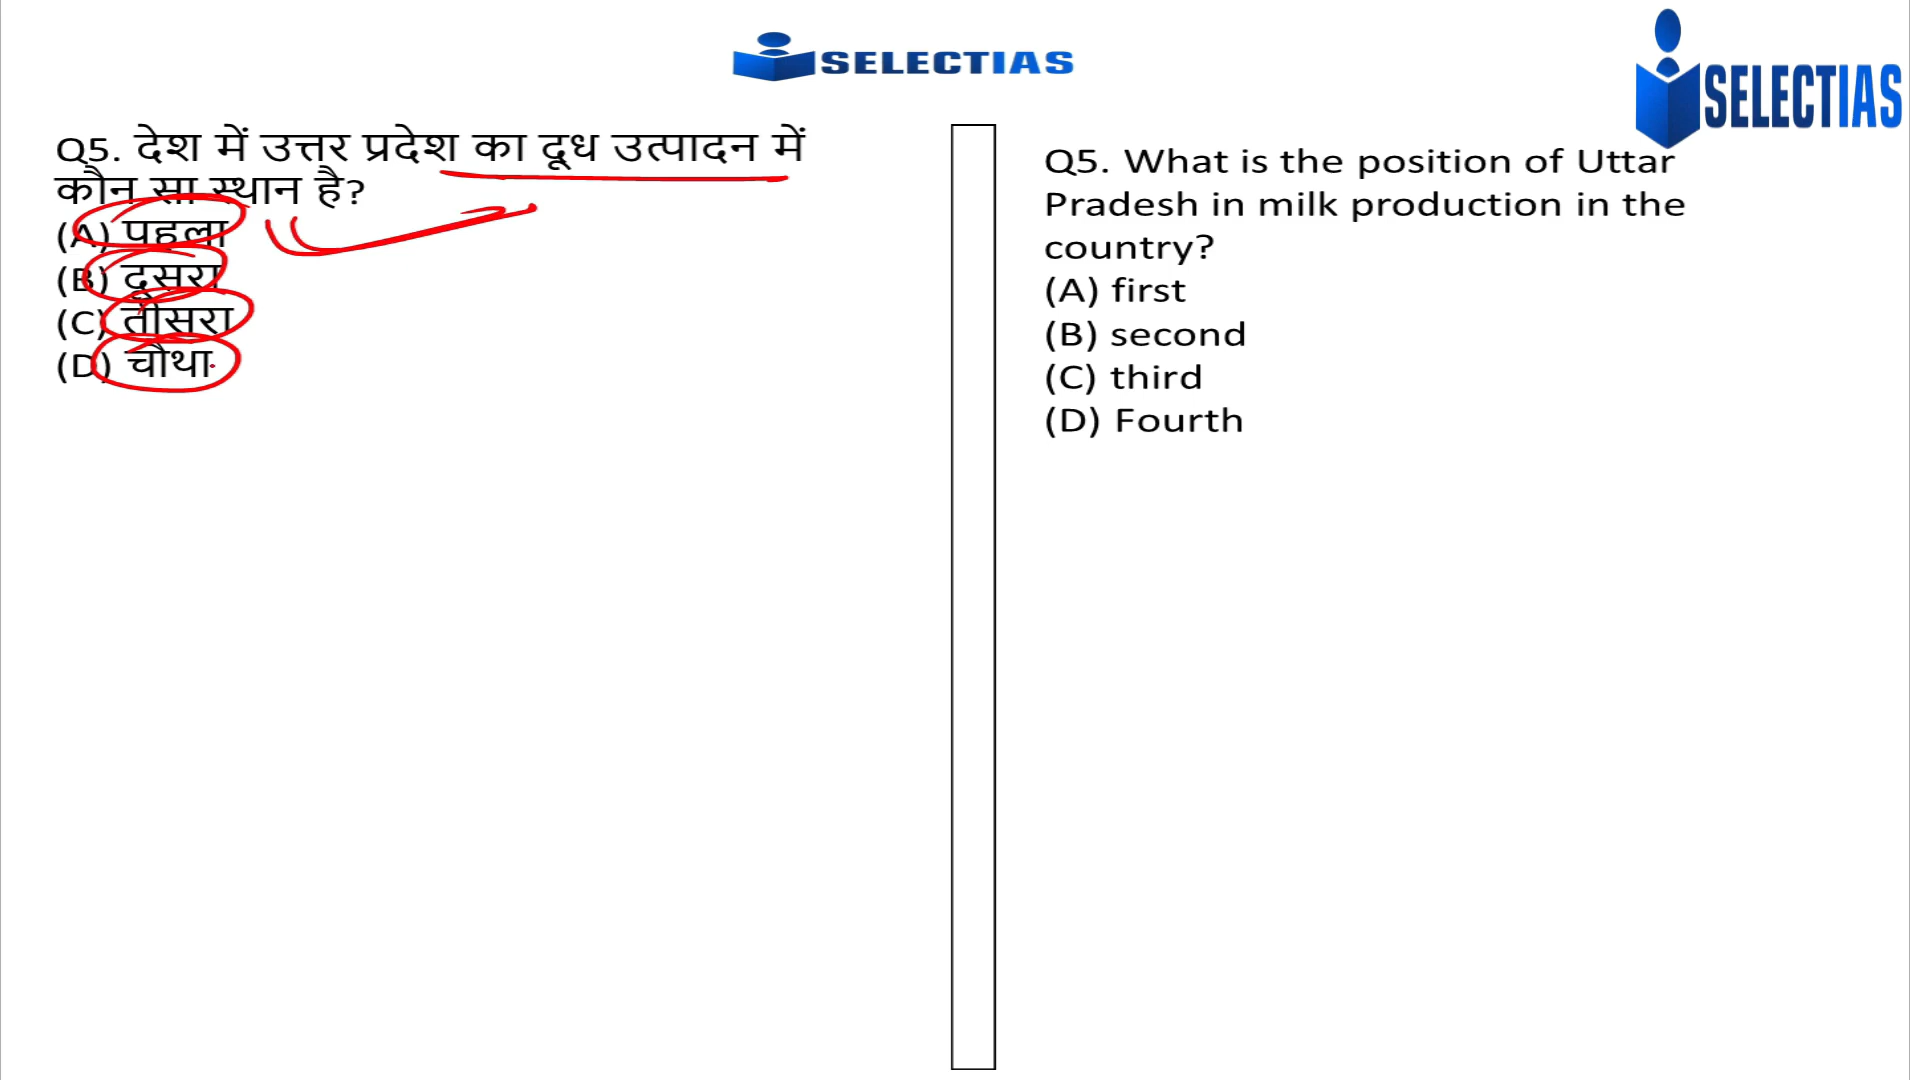 SELECTIAS
SELECTIAS
Q5. देश में उत्तर प्रदेश का दूध उत्पादन में
कौन सा स्थान है?
(A) पहला
(B) दूसरा
(C) तीसरा
(D) चौथा
Q5. What is the position of Uttar
Pradesh in milk production in the
country?
(A) first
(B) second
(C) third
(D) Fourth